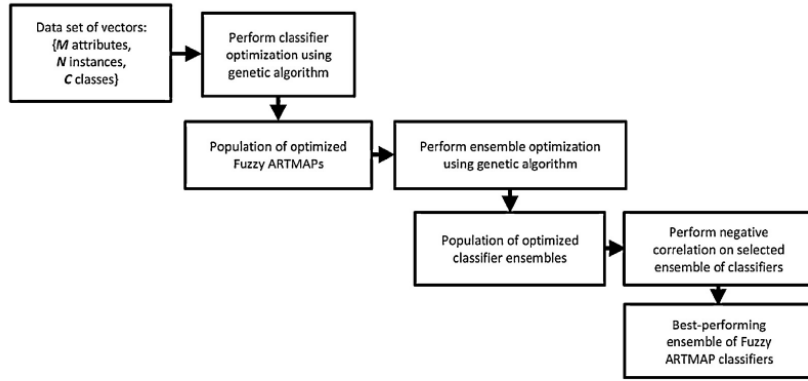 Data set of vectors:
{M attributes,
N instances,
C classes}
Perform classifier
optimization using
genetic algorithm
Population of optimized
Fuzzy ARTMAPs
Perform ensemble optimization
using genetic algorithm
Population of optimized
classifier ensembles
Perform negative
correlation on selected
ensemble of classifiers
Best-performing
ensemble of Fuzzy
ARTMAP classifiers